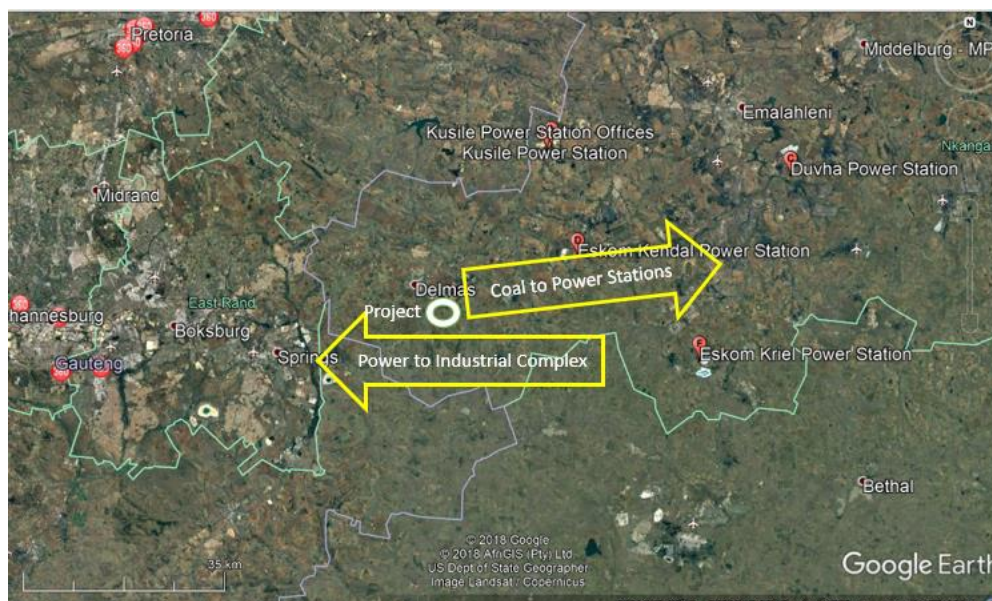 Pretoria
N
Middelburg - MP
Emalahleni
Kusile Power Station Offices
Kusile Power Station
Duvha Power Station
Midrand
Eskom Kendal Power Station
Delmas
Coal to Power Stations
East Rand
Project
Boksburg
Springs
Power to Industrial Complex
Eskom Kriel Power Station
Gauteng
Bethal
© 2018 Google
© 2018 AfriGIS (Pty) Ltd.
US Dept of State Geographer
Image Landsat / Copernicus
35 km
Google Earth